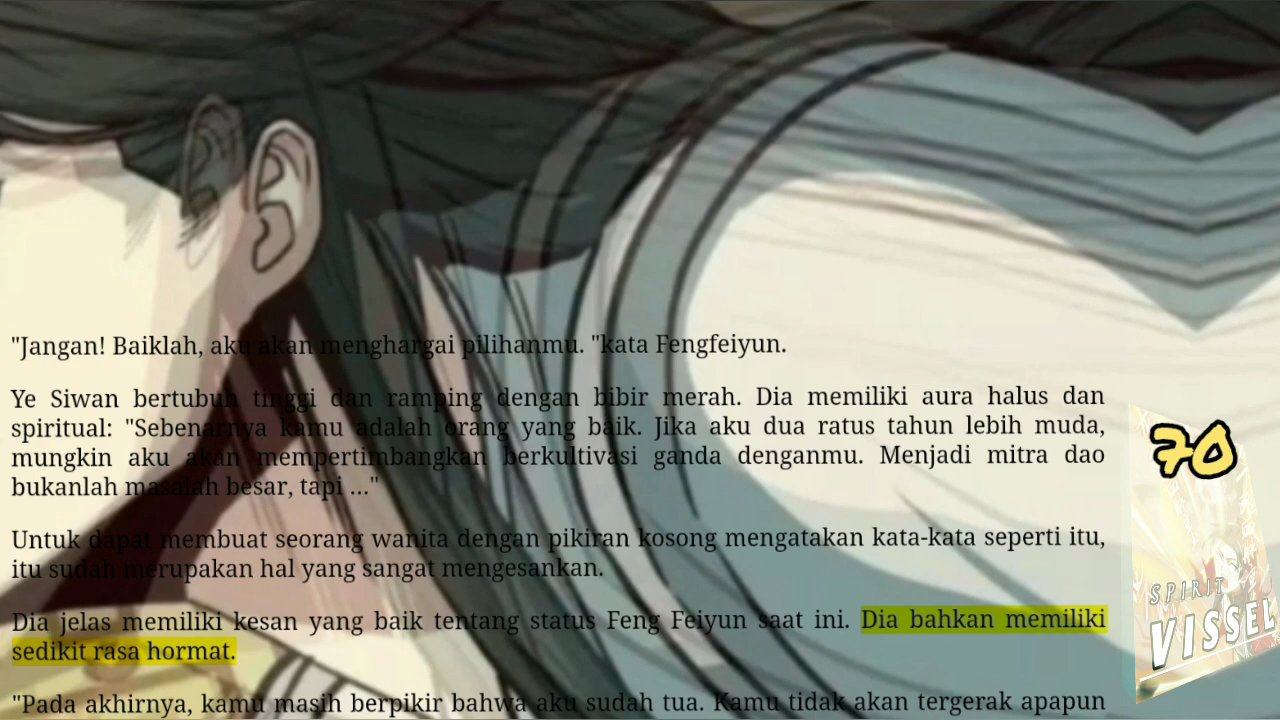 "Jangan! Baiklah, aku akan menghargai pilihanmu. "kata Fengfeiyun.
Ye Siwan bertubuh tinggi dan ramping dengan bibir merah. Dia memiliki aura halus dan
spiritual: "Sebenarnya kamu adalah orang yang baik. Jika aku dua ratus tahun lebih muda,
mungkin aku akan mempertimbangkan berkultivasi ganda denganmu. Menjadi mitra dao
bukanlah masalah besar, tapi ..."
Untuk dapat membuat seorang wanita dengan pikiran kosong mengatakan kata-kata seperti itu,
itu sudah merupakan hal yang sangat mengesankan.
Dia jelas memiliki kesan yang baik tentang status Feng Feiyun saat ini. Dia bahkan memiliki
sedikit rasa hormat.
"Pada akhirnya, kamu masih berpikir bahwa aku sudah tua. Kamu tidak akan tergerak apapun
70
SPIRIT
VISSEL